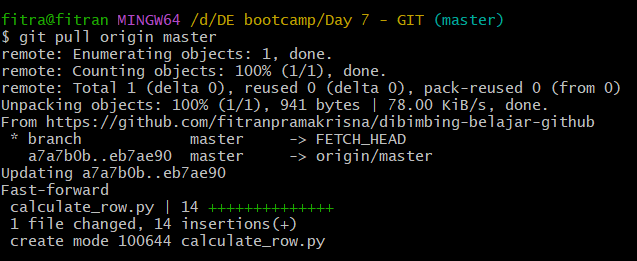 fitra@fitran MINGW64 /d/DE bootcamp/Day 7 - GIT (master)
$ git pull origin master
remote: Enumerating objects: 1, done.
remote: Counting objects: 100% (1/1), done.
remote: Total 1 (delta 0), reused 0 (delta 0), pack-reused 0 (from 0)
Unpacking objects: 100% (1/1), 941 bytes | 78.00 KiB/s, done.
From https://github.com/fitranpramakrisna/dibimbing-belajar-github
 * branch            master     -> FETCH_HEAD
   a7a7b0b..eb7ae90  master     -> origin/master
Updating a7a7b0b..eb7ae90
Fast-forward
 calculate_row.py | 14 ++++++++++++++
 1 file changed, 14 insertions(+)
 create mode 100644 calculate_row.py